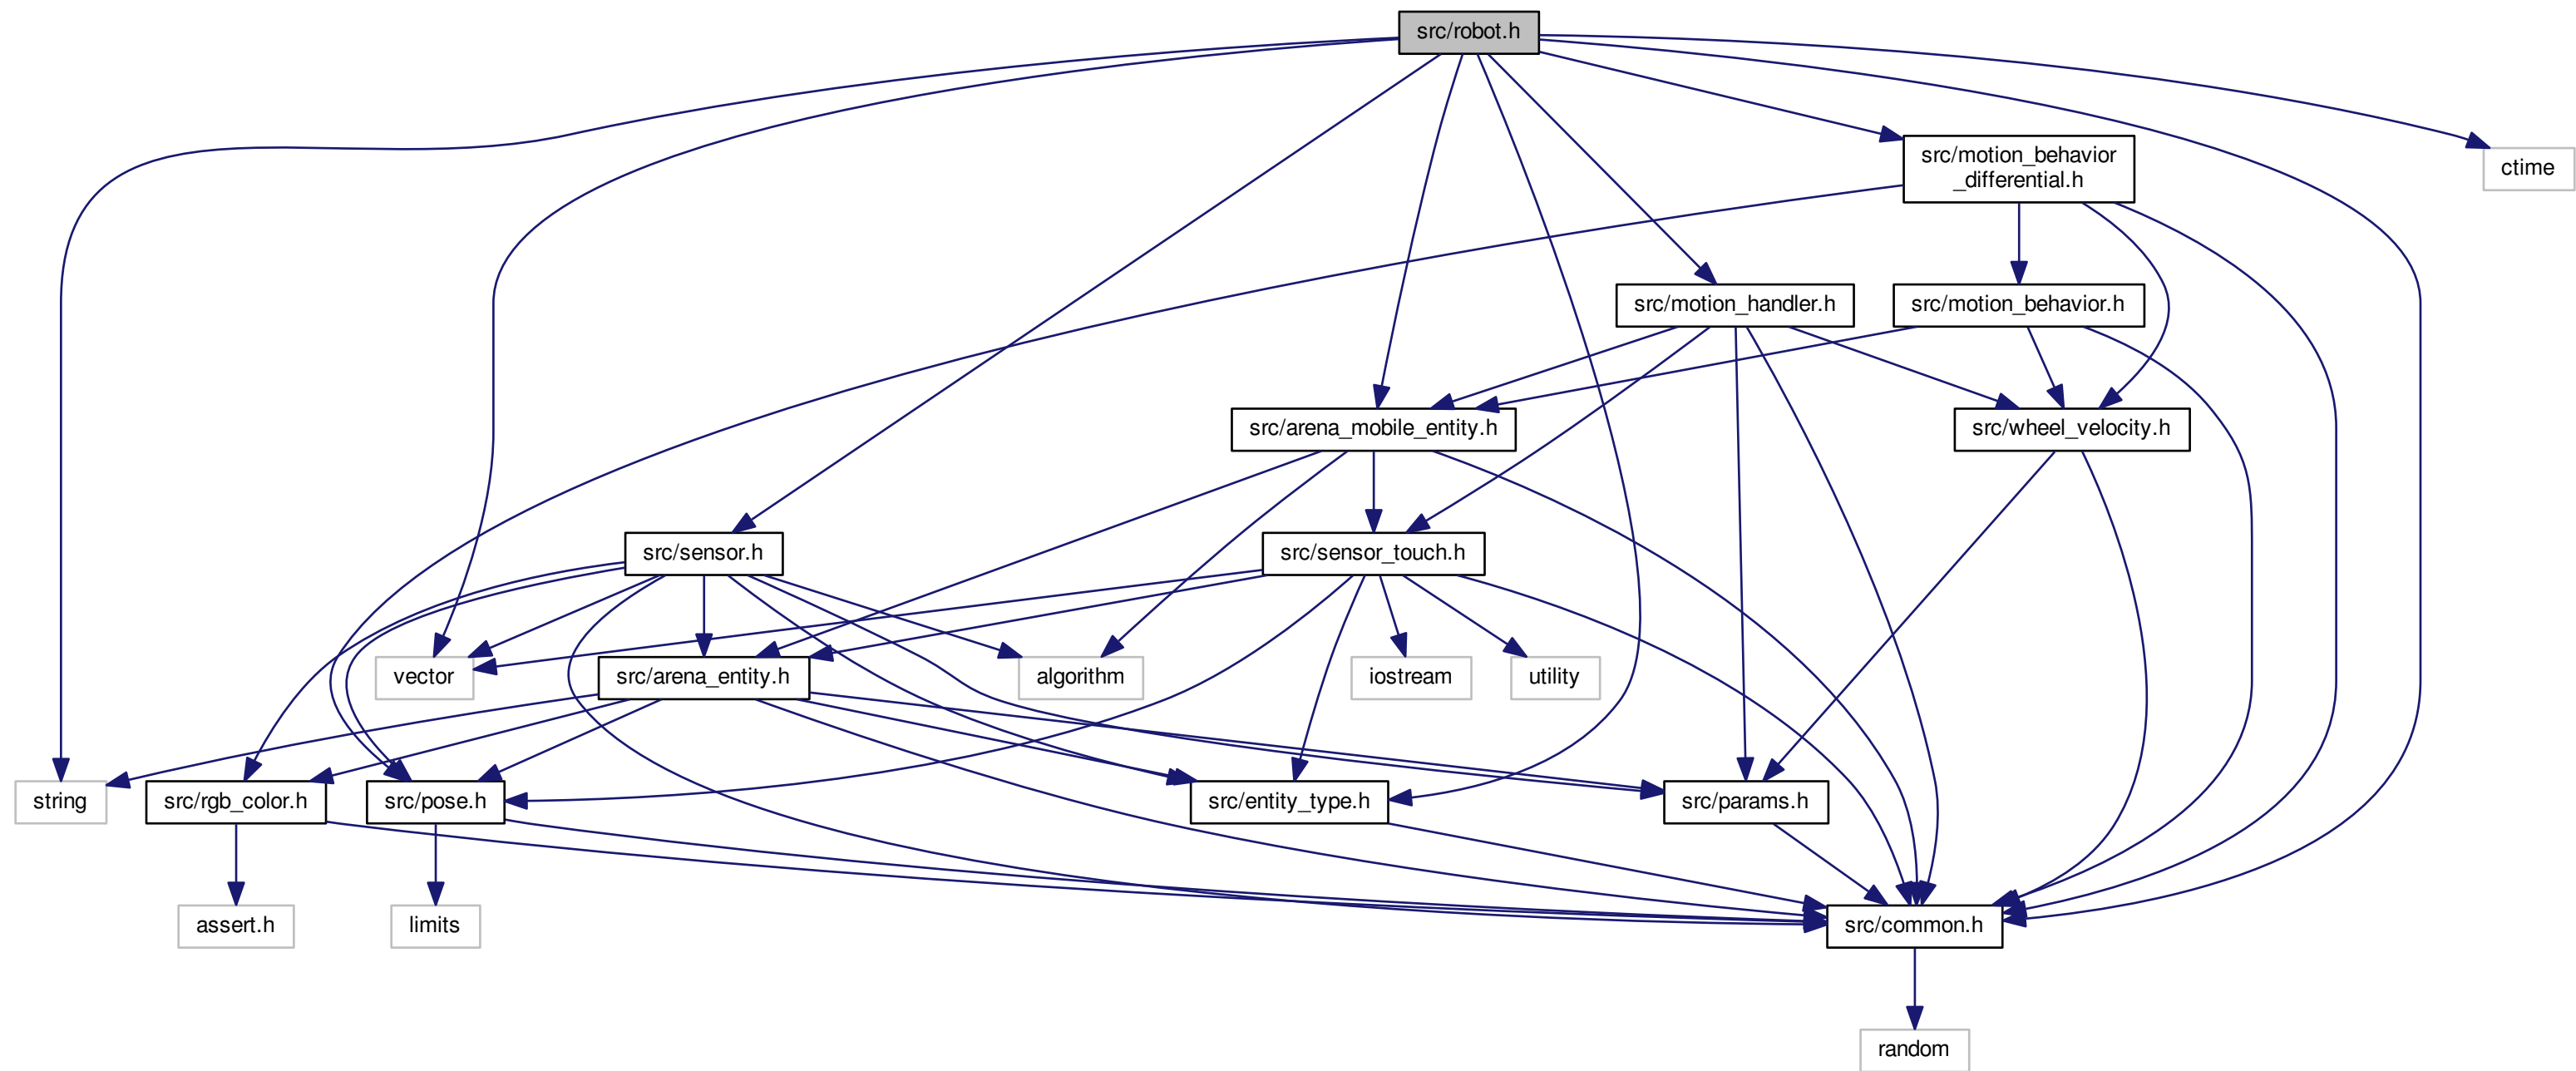 src/robot.h
src/motion_behavior
_differential.h
ctime
src/motion_handler.h
src/motion_behavior.h
src/arena_mobile_entity.h
src/wheel_velocity.h
src/sensor.h
src/sensor_touch.h
vector
src/arena_entity.h
algorithm
iostream
utility
string
src/rgb_color.h
src/pose.h
src/entity_type.h
src/params.h
assert.h
limits
src/common.h
random